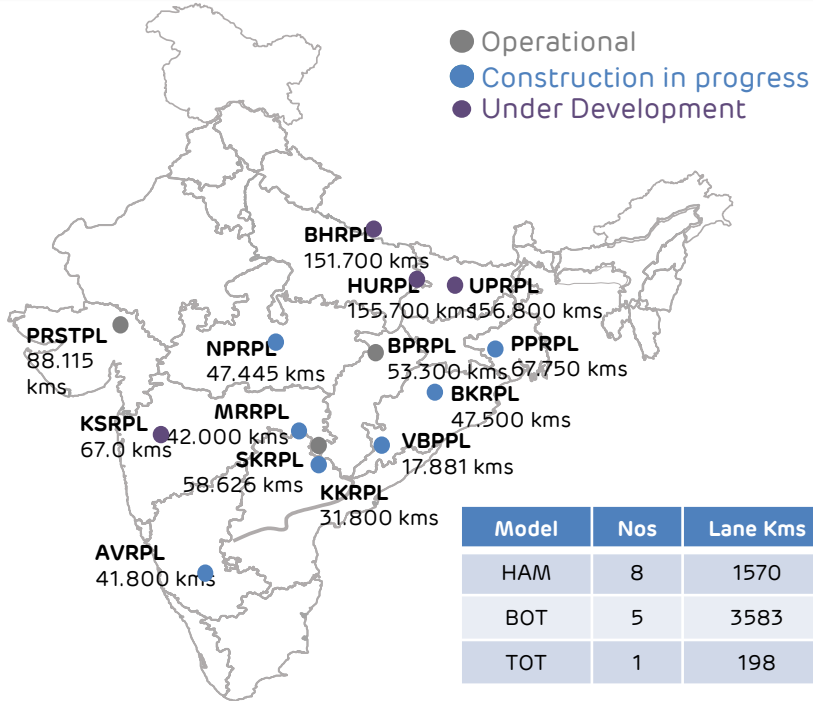 Operational
Construction in progress
Under Development
BHRPL
151.700 kms
HURPL
155.700 kms
UPRPL
156.800 kms
PRSTPL
88.115
kms
NPRPL
47.445 kms
BPRPL
53.300 kms
PPRPL
67.750 kms
BKRPL
47.500 kms
KSRPL
67.0 kms
MRRPL
42.000 kms
VBPPL
17.881 kms
SKRPL
58.626 kms
KKRPL
31.800 kms
AVRPL
41.800 kms
Model Nos Lane Kms
HAM 8 1570
BOT 5 3583
TOT 1 198